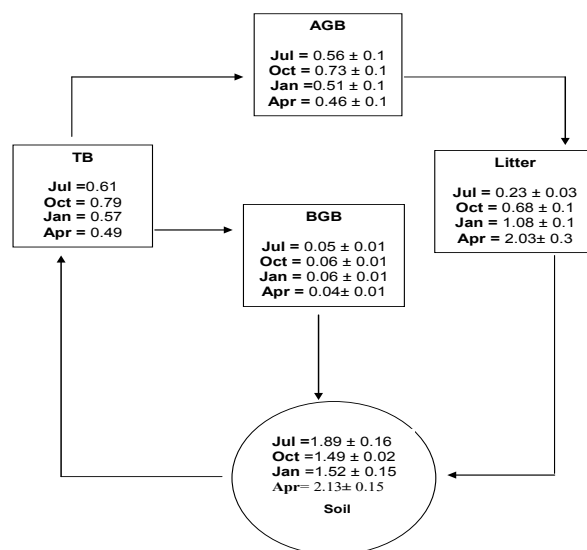 AGB
Jul = 0.56 ± 0.1
Oct = 0.73 ± 0.1
Jan =0.51 ± 0.1
Apr = 0.46 ± 0.1
TB
Jul =0.61
Oct = 0.79
Jan = 0.57
Apr = 0.49
Litter
Jul = 0.23 ± 0.03
Oct = 0.68 ± 0.1
Jan = 1.08 ± 0.1
Apr = 2.03± 0.3
BGB
Jul = 0.05 ± 0.01
Oct = 0.06 ± 0.01
Jan = 0.06 ± 0.01
Apr = 0.04± 0.01
Jul =1.89 ± 0.16
Oct =1.49 ± 0.02
Jan =1.52 ± 0.15
Apr= 2.13± 0.15
Soil